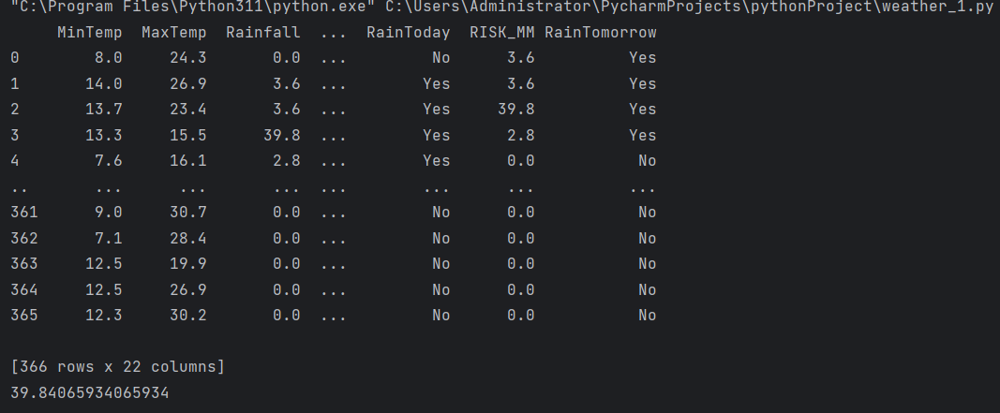 "C:\Program Files\Python311\python.exe" C:\Users\Administrator\PycharmProjects\pythonProject\weather_1.py
MinTemp MaxTemp Rainfall ... RainToday RISK_MM RainTomorrow
0 8.0 24.3 0.0 ... No 3.6 Yes
1 14.0 26.9 3.6 ... Yes 3.6 Yes
2 13.7 23.4 3.6 ... Yes 39.8 Yes
3 13.3 15.5 39.8 ... Yes 2.8 Yes
4 7.6 16.1 2.8 ... Yes 0.0 No
.. ... ... ... ... ... ... ...
361 9.0 30.7 0.0 ... No 0.0 No
362 7.1 28.4 0.0 ... No 0.0 No
363 12.5 19.9 0.0 ... No 0.0 No
364 12.5 26.9 0.0 ... No 0.0 No
365 12.3 30.2 0.0 ... No 0.0 No
[366 rows x 22 columns]
39.84065934065934